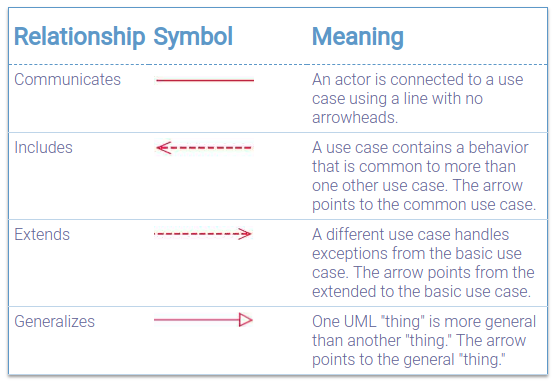 Relationship Symbol Meaning
Communicates An actor is connected to a use
case using a line with no
arrowheads.
Includes A use case contains a behavior
that is common to more than
one other use case. The arrow
points to the common use case.
Extends A different use case handles
exceptions from the basic use
case. The arrow points from the
extended to the basic use case.
Generalizes One UML "thing" is more general
than another "thing." The arrow
points to the general "thing."